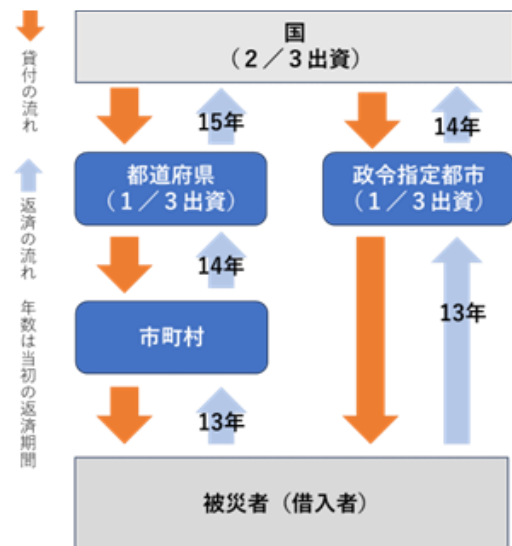 貸付の流れ
返済の流れ　年数は当初の返済期間
国
（２／３出資）
15年
14年
都道府県
（１／３出資）
政令指定都市
（１／３出資）
14年
13年
市町村
13年
被災者（借入者）